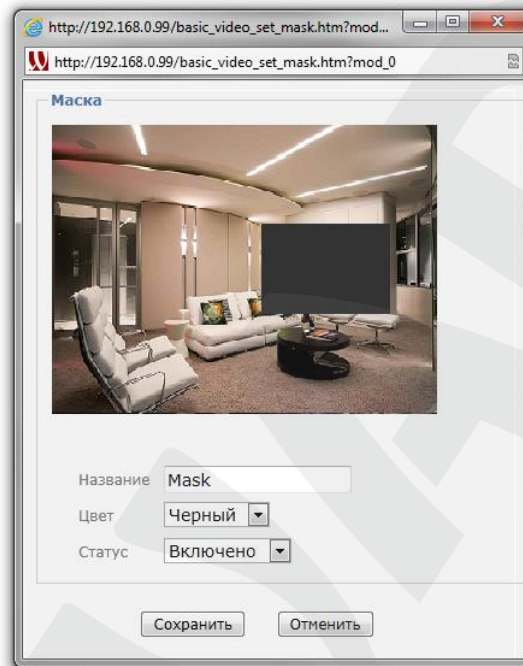 http://192.168.0.99/basic_video_set_mask.htm?mod...
http://192.168.0.99/basic_video_set_mask.htm?mod_0
Маска
Название Mask
Цвет Черный
Статус Включено
Сохранить Отменить